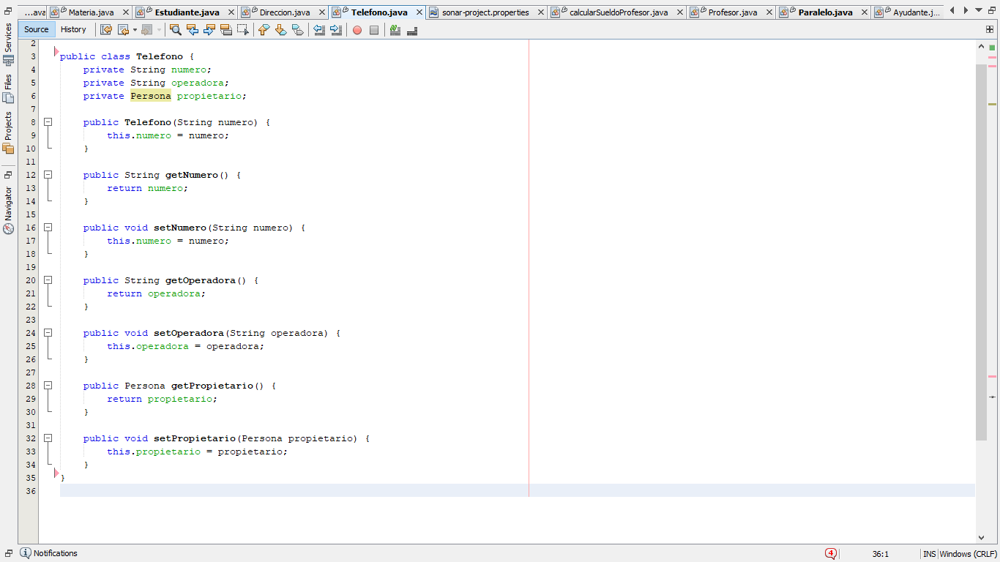 ...ava Materia.java Estudiante.java Direccion.java Telefono.java sonar-project.properties calcularSueldoProfesor.java Profesor.java Paralelo.java Ayudante.j...
Source History
Services
Files
Projects
Navigator
2
3 public class Telefono {
4 private String numero;
5 private String operadora;
6 private Persona propietario;
7
8 public Telefono(String numero) {
9 this.numero = numero;
10 }
11
12 public String getNumero() {
13 return numero;
14 }
15
16 public void setNumero(String numero) {
17 this.numero = numero;
18 }
19
20 public String getOperadora() {
21 return operadora;
22 }
23
24 public void setOperadora(String operadora) {
25 this.operadora = operadora;
26 }
27
28 public Persona getPropietario() {
29 return propietario;
30 }
31
32 public void setPropietario(Persona propietario) {
33 this.propietario = propietario;
34 }
35 }
36
Notifications 4 36:1 INS Windows (CRLF)